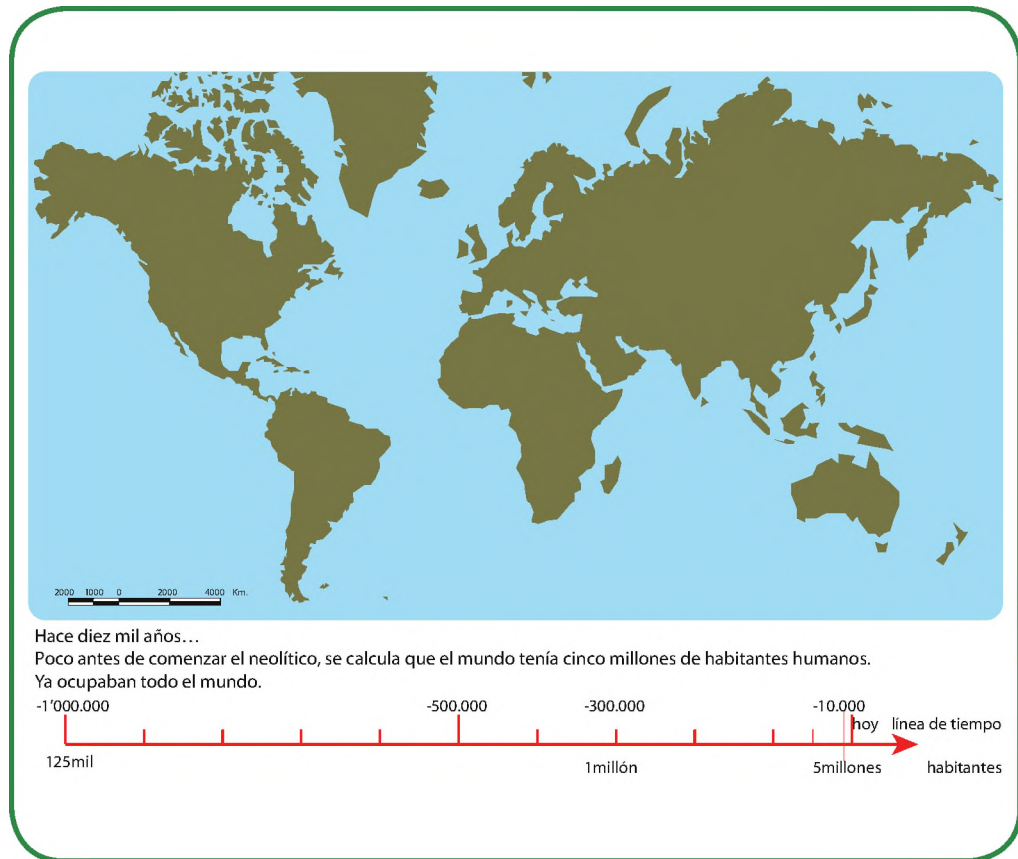 2000 1000 0 2000 4000 Km.
Hace diez mil años…
Poco antes de comenzar el neolítico, se calcula que el mundo tenía cinco millones de habitantes humanos.
Ya ocupaban todo el mundo.
-1'000.000 -500.000 -300.000 -10.000
hoy línea de tiempo
125mil 1millón 5millones habitantes